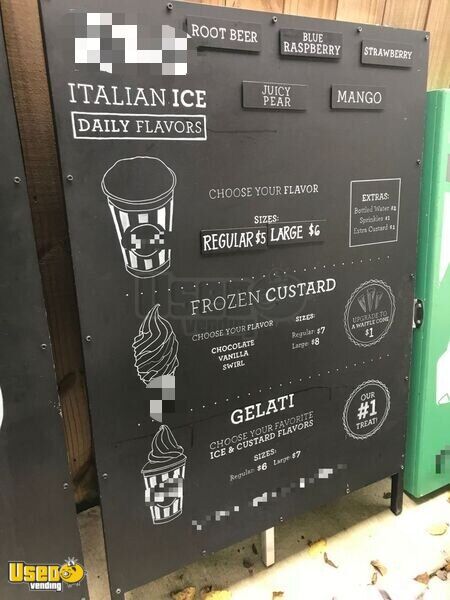 ROOT BEER
BLUE
RASPBERRY
STRAWBERRY
ITALIAN ICE
JUICY
PEAR
MANGO
DAILY FLAVORS
CHOOSE YOUR FLAVOR
SIZES:
REGULAR $5 LARGE $6
EXTRAS:
Bottled Water $2
Sprinkles $1
Extra Custard $1
FROZEN CUSTARD
CHOOSE YOUR FLAVOR
CHOCOLATE
VANILLA
SWIRL
SIZES:
Regular: $7
Large: $8
UPGRADE TO
A WAFFLE CONE
$1
GELATI
CHOOSE YOUR FAVORITE
ICE & CUSTARD FLAVORS
SIZES:
Regular: $6 Large: $7
OUR
#1
TREAT!
USED
vending